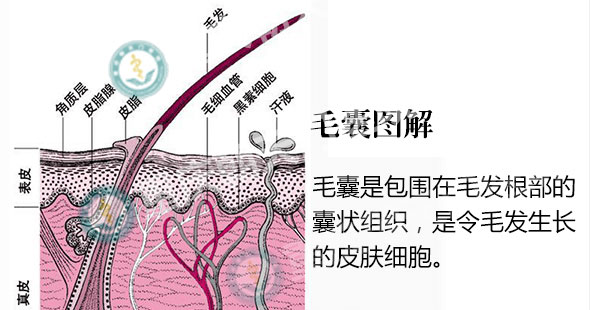 毛发
角质层
皮脂腺
皮脂
毛细血管
黑素细胞
汗液
表皮
真皮
毛囊图解
毛囊是包围在毛发根部的
囊状组织，是令毛发生长
的皮肤细胞。